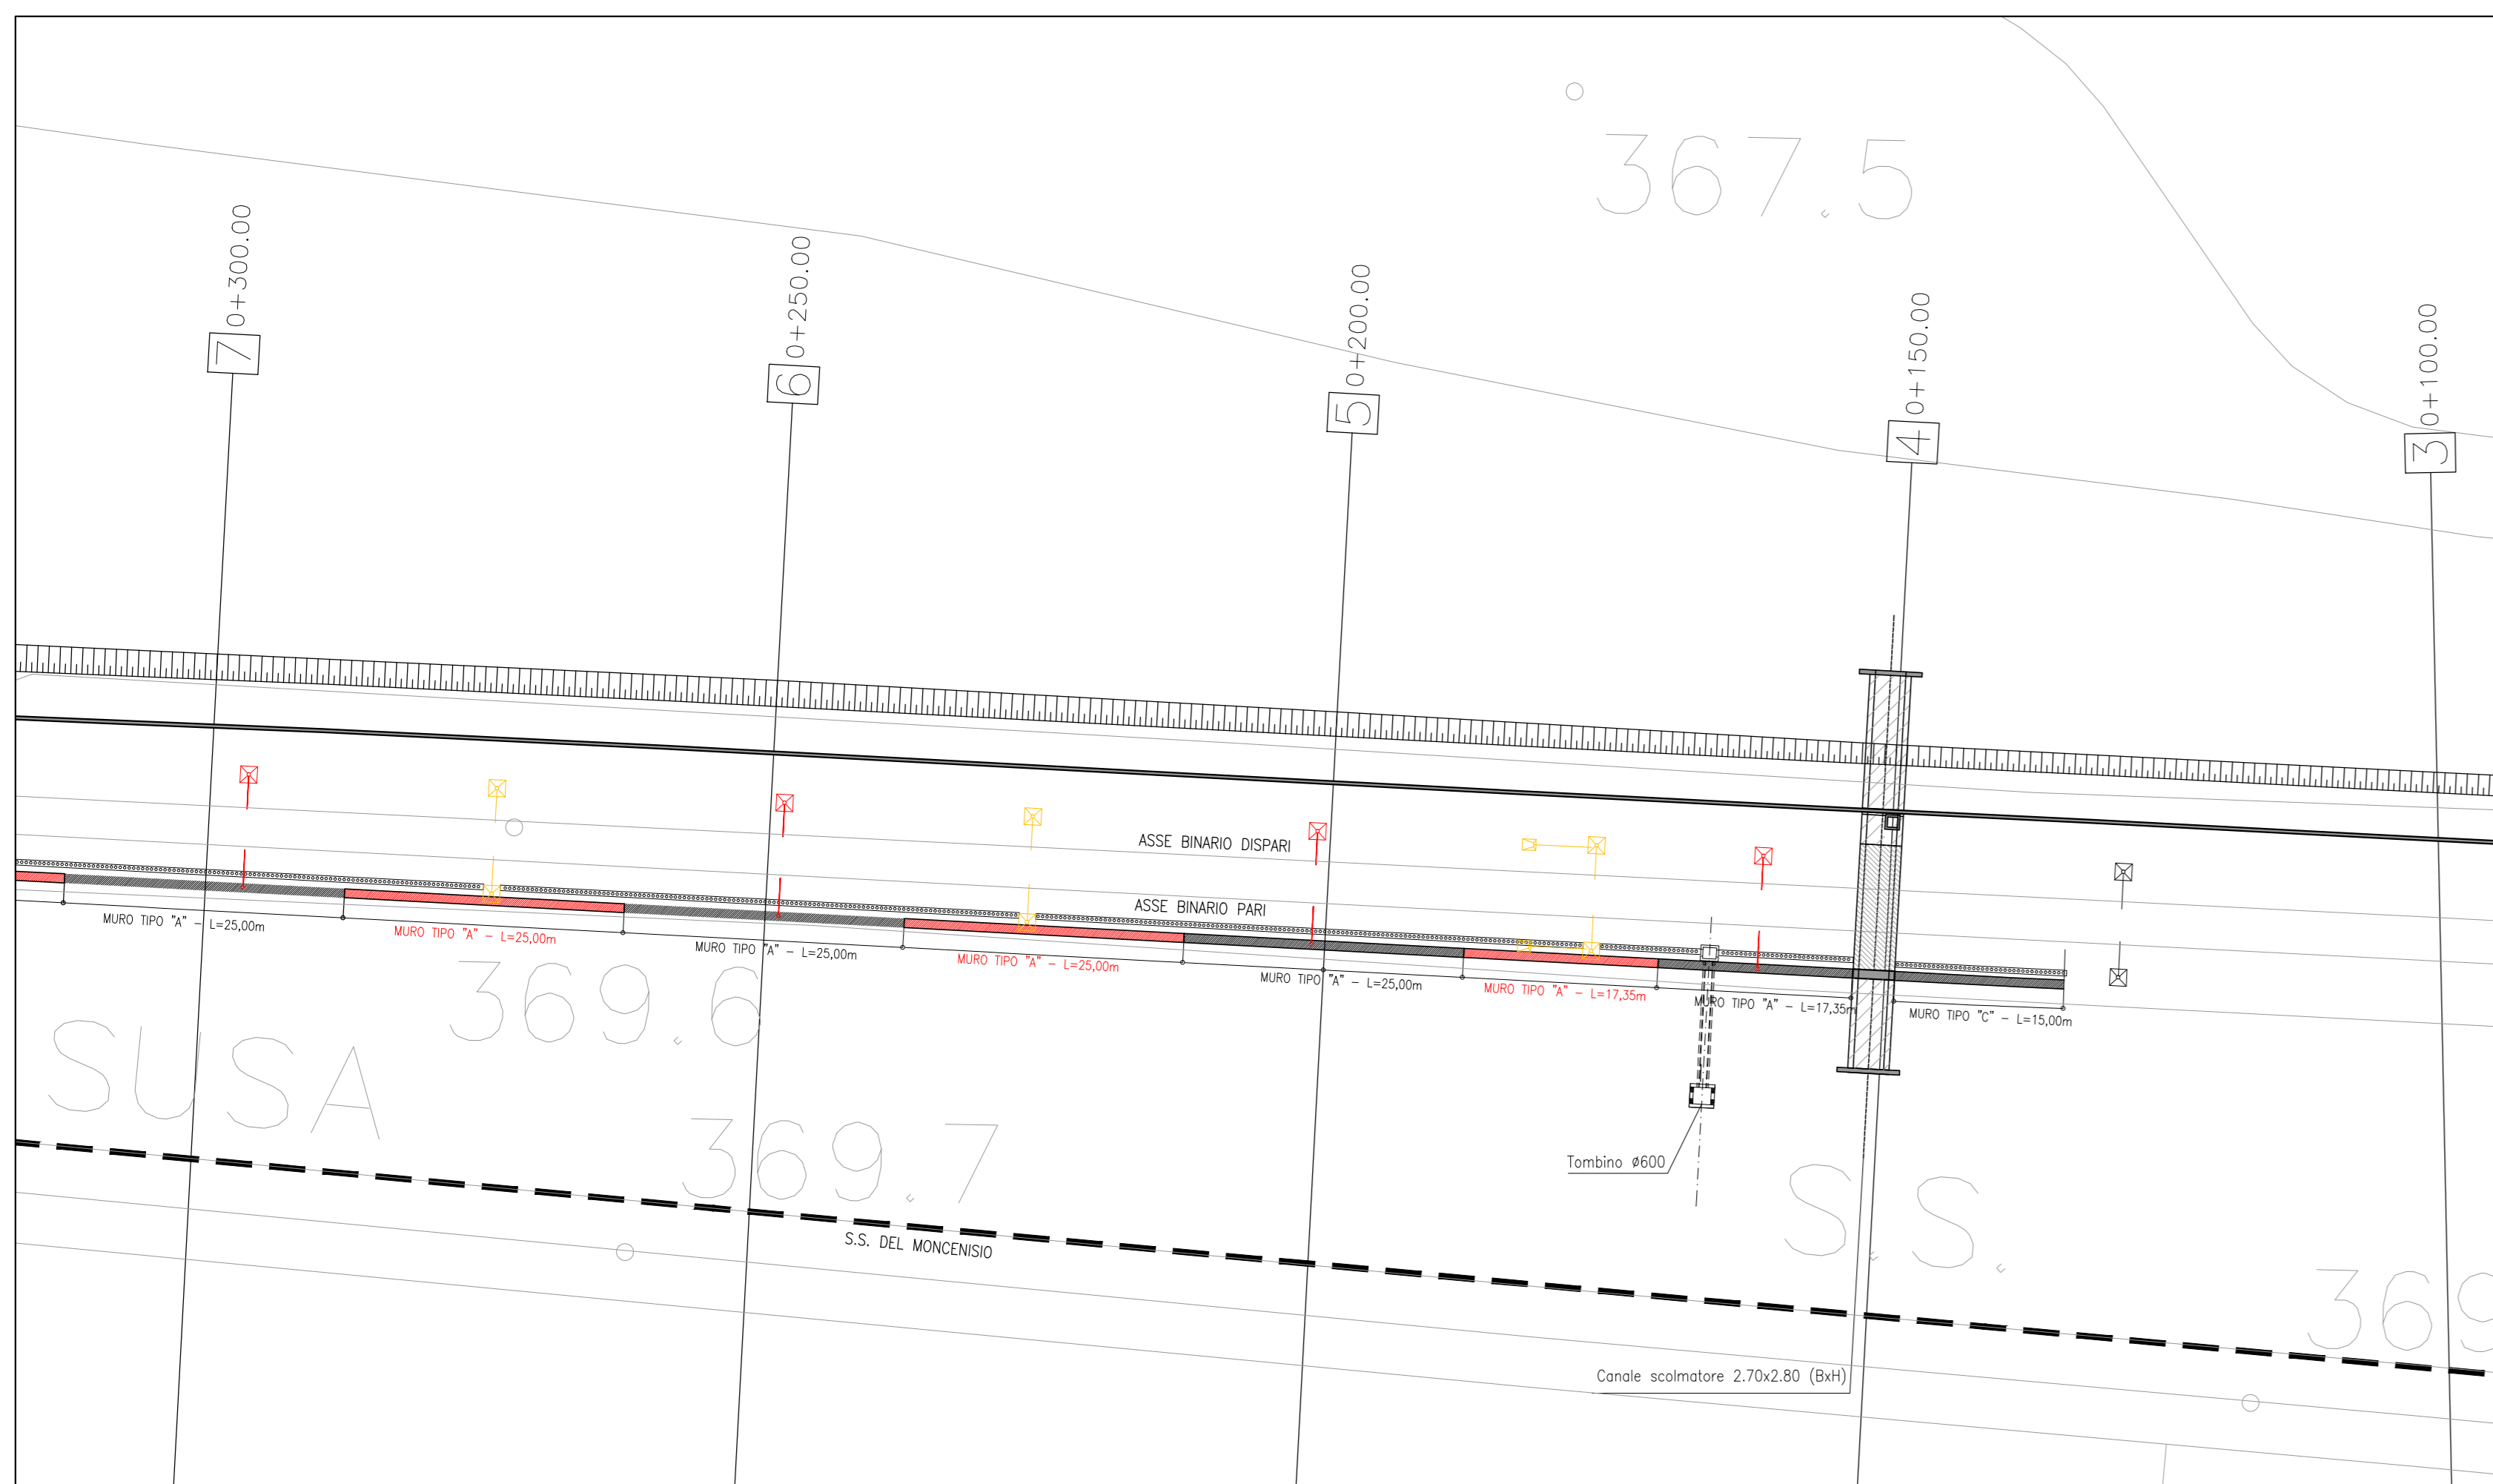 367.5
0+300.00
7
0+250.00
6
0+200.00
5
0+150.00
4
0+100.00
3
ASSE BINARIO DISPARI
ASSE BINARIO PARI
MURO TIPO "A" – L=25,00m
MURO TIPO "A" – L=25,00m
MURO TIPO "A" – L=25,00m
MURO TIPO "A" – L=25,00m
MURO TIPO "A" – L=25,00m
MURO TIPO "A" – L=17,35m
MURO TIPO "A" – L=17,35m
MURO TIPO "C" – L=15,00m
369.6
SUSA
369.7
Tombino ø600
S.S.
S.S. DEL MONCENISIO
369
Canale scolmatore 2.70x2.80 (BxH)